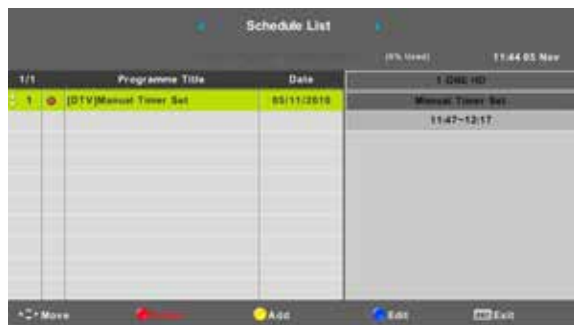 Schedule List
(0% Used) 11:44 05 Nov
1/1 Programme Title Date 1 ONE HD
1 [DTV]Manual Timer Set 05/11/2010 Manual Timer Set
11:47~12:17
Move Add Edit Exit